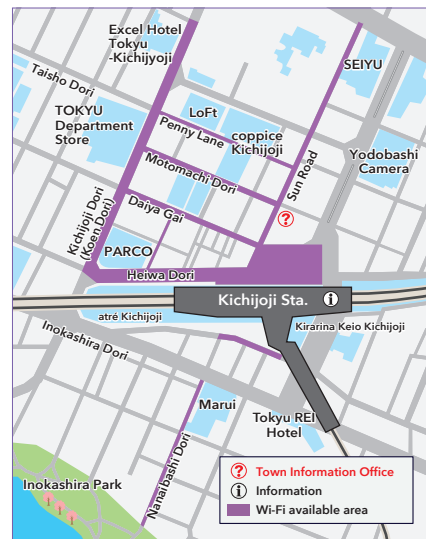 Excel Hotel
Tokyu
-Kichijyoji
SEIYU
Taisho Dori
LoFt
TOKYU
Department
Store
Penny Lane
coppice
Kichijoji
Yodobashi
Camera
Motomachi Dori
Sun Road
Daiya Gai
Kichijoji Dori
(Koen Dori)
?
PARCO
Heiwa Dori
Kichijoji Sta.
i
atré Kichijoji
Kirarina Keio Kichijoji
Inokashira Dori
Marui
Tokyu REI
Hotel
Nanaibashi Dori
Inokashira Park
? Town Information Office
i Information
Wi-Fi available area